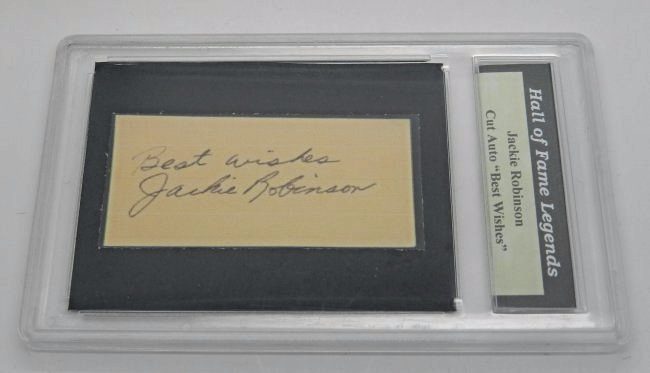 Best wishes
Jackie Robinson
Hall of Fame Legends
Jackie Robinson
Cut Auto "Best Wishes"